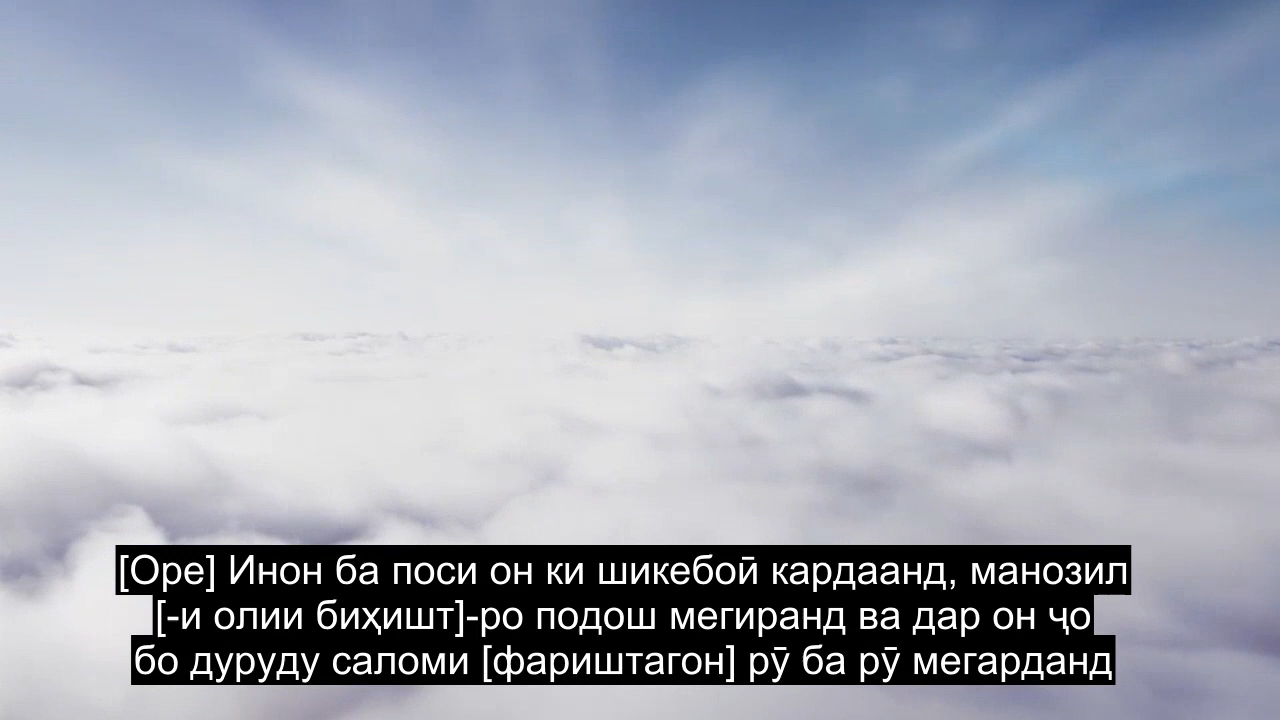 [Оре] Инон ба поси он ки шикебоӣ кардаанд, манозил
[-и олии биҳишт]-ро подош мегиранд ва дар он ҷо
бо дуруду саломи [фариштагон] рӯ ба рӯ мегарданд